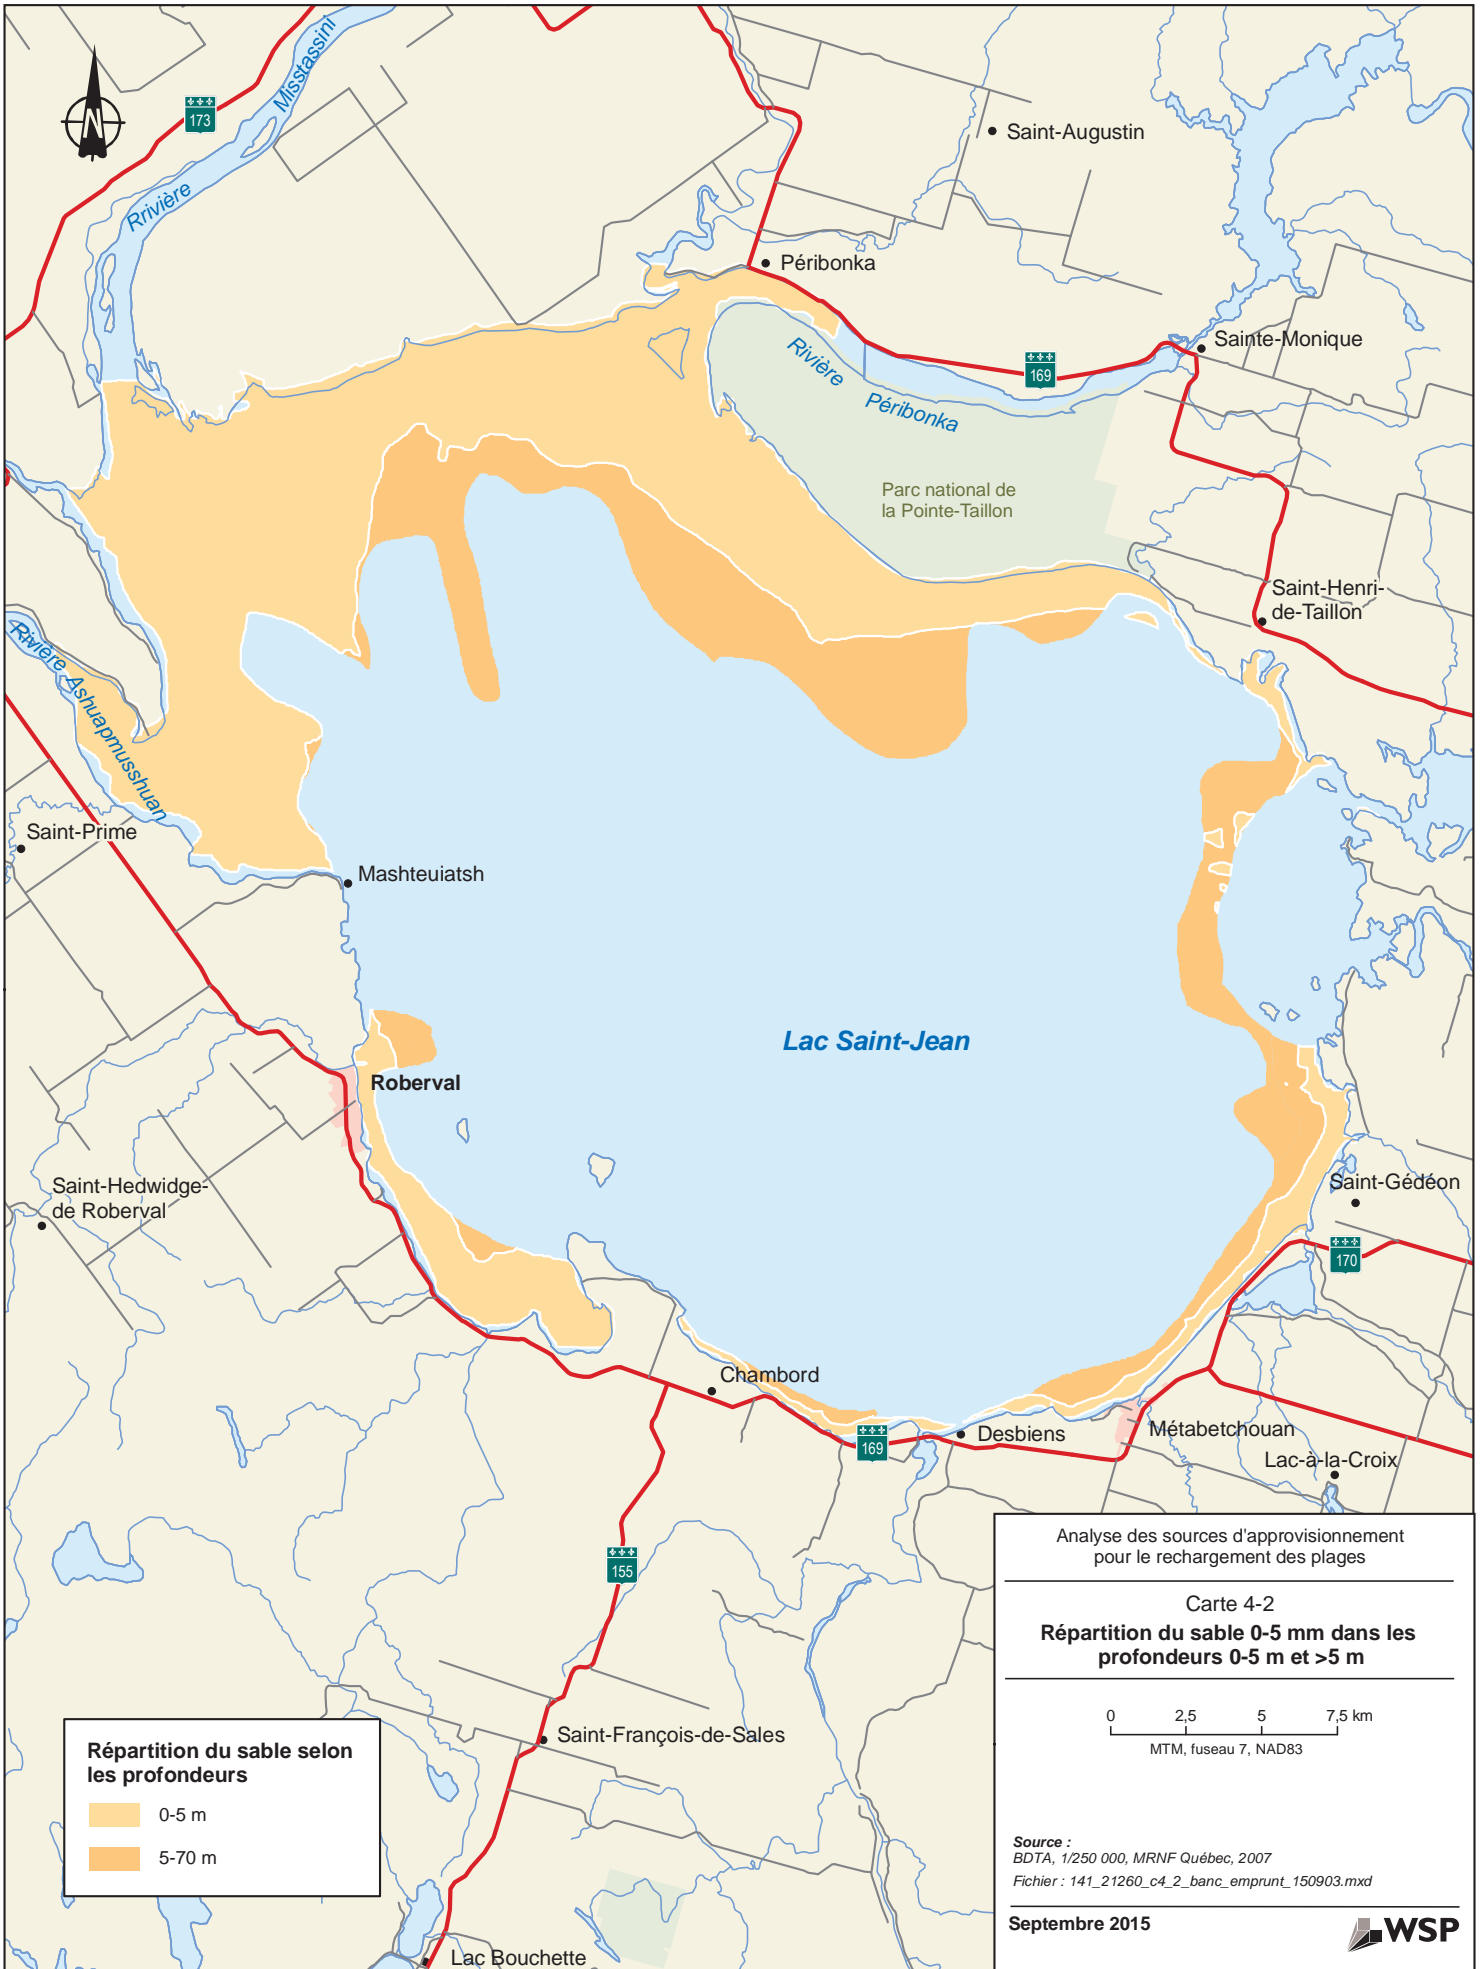 Misstassini
173
Saint-Augustin
Rrivière
Péribonka
Sainte-Monique
Rivière
169
Péribonka
Parc national de
la Pointe-Taillon
Saint-Henri-
de-Taillon
Rivière Ashuapmusshuan
Saint-Prime
Mashteuiatsh
Lac Saint-Jean
Roberval
Saint-Hedwidge-
de Roberval
Saint-Gédéon
170
Chambord
Desbiens
Métabetchouan
169
Lac-à-la-Croix
155
Saint-François-de-Sales
Lac Bouchette
N
Répartition du sable selon
les profondeurs
0-5 m
5-70 m
Analyse des sources d'approvisionnement
pour le rechargement des plages
Carte 4-2
Répartition du sable 0-5 mm dans les
profondeurs 0-5 m et >5 m
0 2,5 5 7,5 km
MTM, fuseau 7, NAD83
Source :
BDTA, 1/250 000, MRNF Québec, 2007
Fichier : 141_21260_c4_2_banc_emprunt_150903.mxd
Septembre 2015
WSP